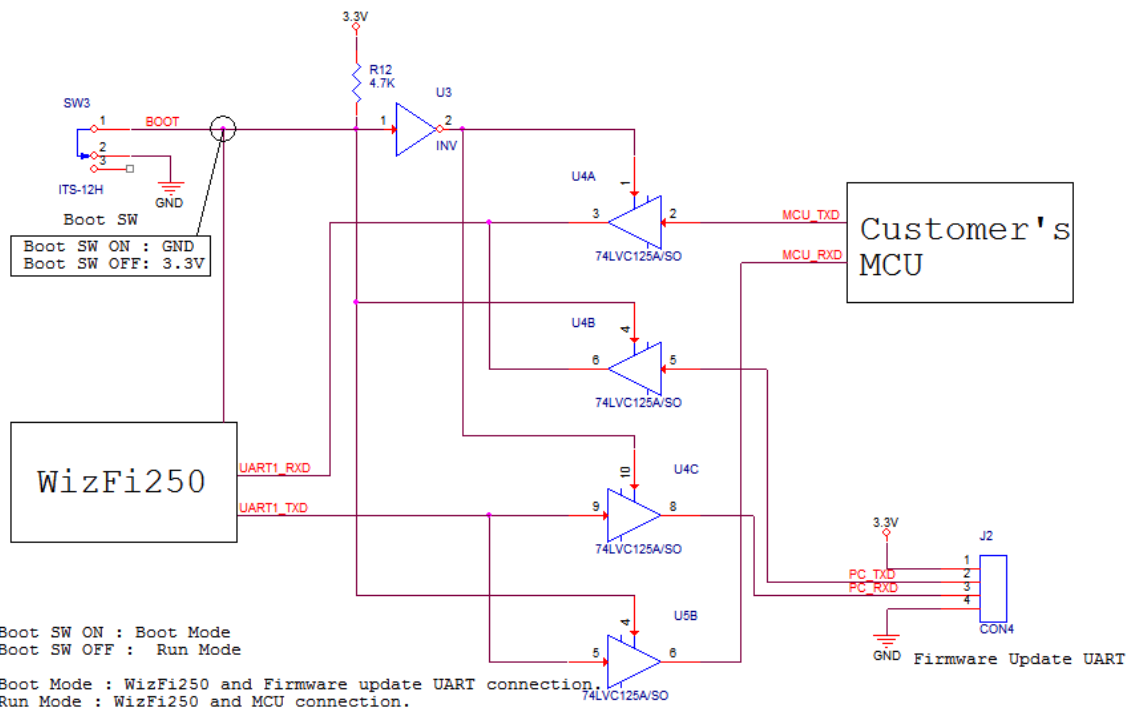 3.3V
R12
4.7K
U3
SW3
1
BOOT
1
2
INV
2
3
ITS-12H
GND
Boot SW
Boot SW ON : GND
Boot SW OFF: 3.3V
U4A
1
3
2
MCU_TXD
74LVC125A/SO
MCU_RXD
Customer's
MCU
U4B
4
6
5
74LVC125A/SO
WizFi250
UART1_RXD
UART1_TXD
U4C
10
9
8
74LVC125A/SO
3.3V
J2
1
PC_TXD
2
PC_RXD
3
4
CON4
GND
Firmware Update UART
U5B
4
5
6
74LVC125A/SO
Boot SW ON : Boot Mode
Boot SW OFF : Run Mode
Boot Mode : WizFi250 and Firmware update UART connection.
Run Mode : WizFi250 and MCU connection.